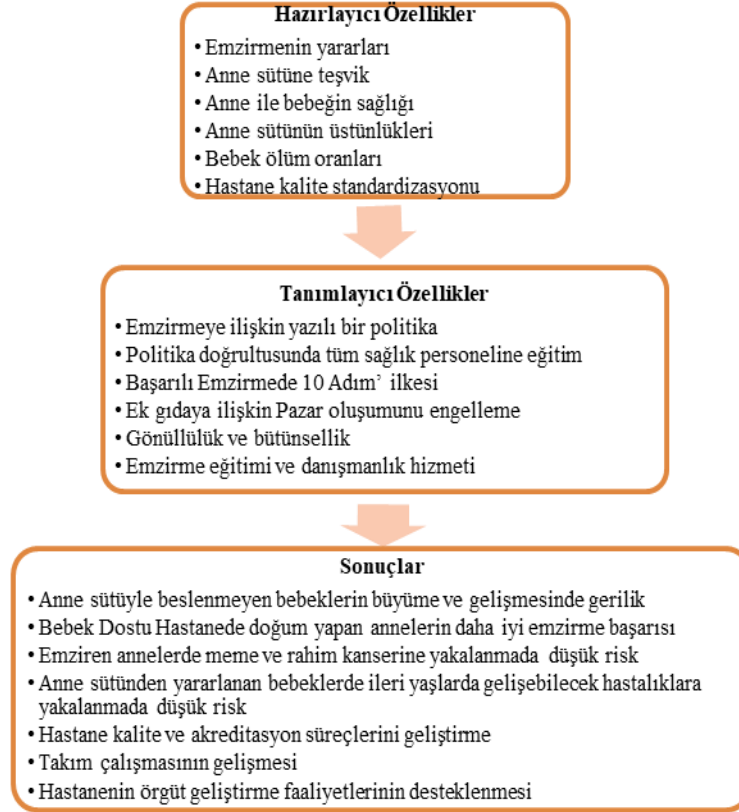 Hazırlayıcı Özellikler
• Emzirmenin yararları
• Anne sütüne teşvik
• Anne ile bebeğin sağlığı
• Anne sütünün üstünlükleri
• Bebek ölüm oranları
• Hastane kalite standardizasyonu
Tanımlayıcı Özellikler
• Emzirmeye ilişkin yazılı bir politika
• Politika doğrultusunda tüm sağlık personeline eğitim
• Başarılı Emzirmede 10 Adım’ ilkesi
• Ek gıdaya ilişkin Pazar oluşumunu engelleme
• Gönüllülük ve bütünsellik
• Emzirme eğitimi ve danışmanlık hizmeti
Sonuçlar
• Anne sütüyle beslenmeyen bebeklerin büyüme ve gelişmesinde gerilik
• Bebek Dostu Hastanede doğum yapan annelerin daha iyi emzirme başarısı
• Emziren annelerde meme ve rahim kanserine yakalanmada düşük risk
• Anne sütünden yararlanan bebeklerde ileri yaşlarda gelişebilecek hastalıklara
yakalanmada düşük risk
• Hastane kalite ve akreditasyon süreçlerini geliştirme
• Takım çalışmasının gelişmesi
• Hastanenin örgüt geliştirme faaliyetlerinin desteklenmesi